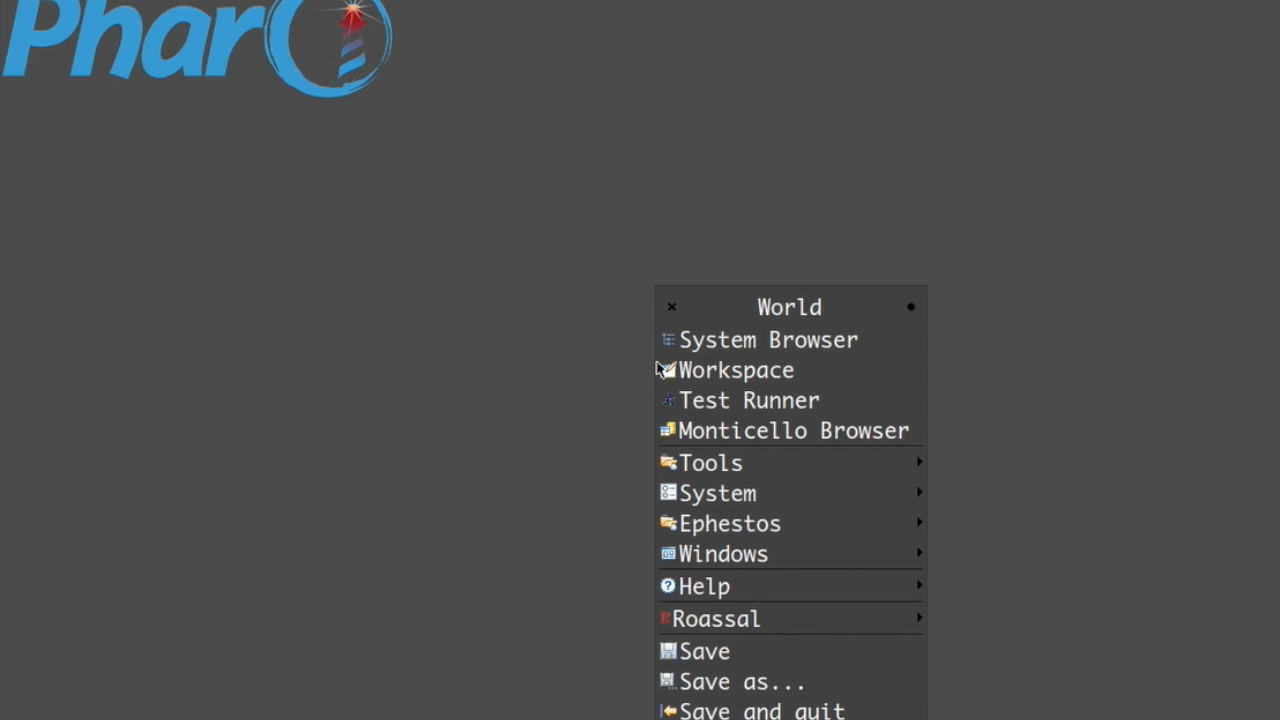 Pharo
World
System Browser
Workspace
Test Runner
Monticello Browser
Tools
System
Ephestos
Windows
Help
Roassal
Save
Save as...
Save and quit